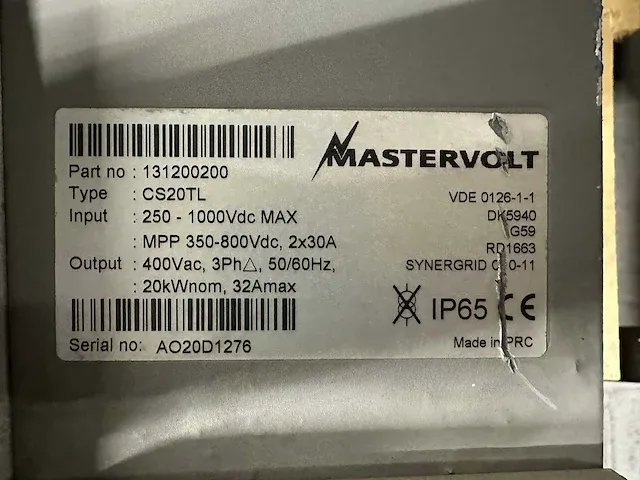 MASTERVOLT
Part no : 131200200
Type : CS20TL
Input : 250 - 1000Vdc MAX
: MPP 350-800Vdc, 2x30A
Output : 400Vac, 3Ph△, 50/60Hz,
: 20kWnom, 32Amax
Serial no: AO20D1276
VDE 0126-1-1
DK5940
G59
RD1663
SYNERGRID
IP65 CE
Made in PRC